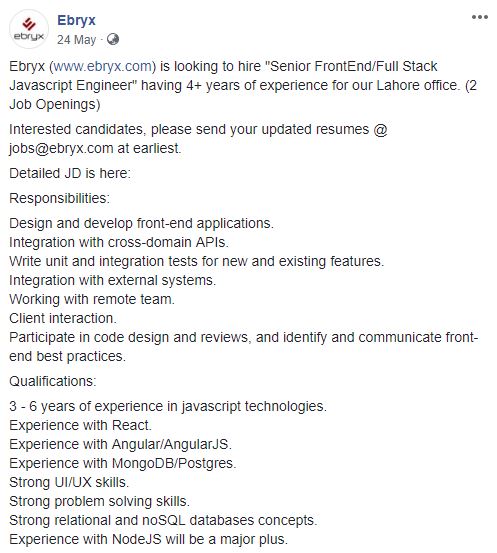 ebryx
Ebryx
24 May ·
Ebryx (www.ebryx.com) is looking to hire "Senior FrontEnd/Full Stack
Javascript Engineer" having 4+ years of experience for our Lahore office. (2
Job Openings)
Interested candidates, please send your updated resumes @
jobs@ebryx.com at earliest.
Detailed JD is here:
Responsibilities:
Design and develop front-end applications.
Integration with cross-domain APIs.
Write unit and integration tests for new and existing features.
Integration with external systems.
Working with remote team.
Client interaction.
Participate in code design and reviews, and identify and communicate front-
end best practices.
Qualifications:
3 - 6 years of experience in javascript technologies.
Experience with React.
Experience with Angular/AngularJS.
Experience with MongoDB/Postgres.
Strong UI/UX skills.
Strong problem solving skills.
Strong relational and noSQL databases concepts.
Experience with NodeJS will be a major plus.